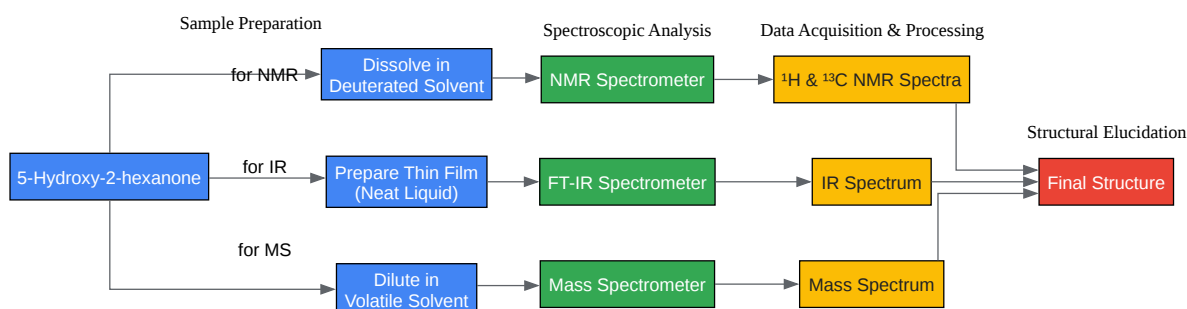 Sample Preparation
Spectroscopic Analysis
Data Acquisition & Processing
for NMR
Dissolve in
Deuterated Solvent
NMR Spectrometer
¹H & ¹³C NMR Spectra
Structural Elucidation
5-Hydroxy-2-hexanone
for IR
Prepare Thin Film
(Neat Liquid)
FT-IR Spectrometer
IR Spectrum
Final Structure
for MS
Dilute in
Volatile Solvent
Mass Spectrometer
Mass Spectrum